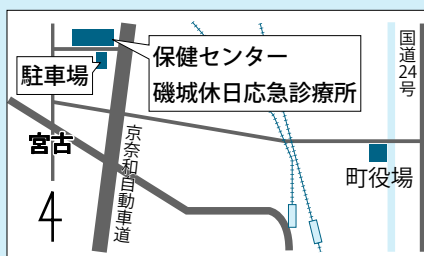 保健センター
磯城休日応急診療所
駐車場
国道24号
宮古
京奈和自動車道
町役場